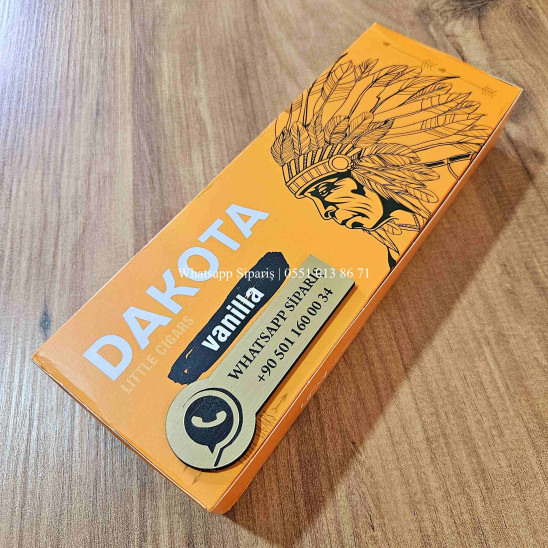 DAKOTA
LITTLE CIGARS
vanilla
Whatsapp Sipariş | 0551 913 86 71
WHATSAPP SİPARİŞ
+90 501 160 00 34